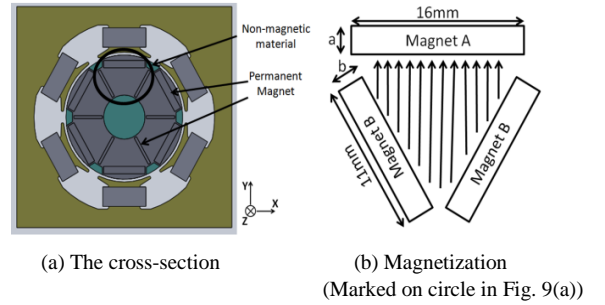 Non-magnetic
material
Permanent
Magnet
Y
X
Z
16mm
a
Magnet A
b
Magnet B
11mm
Magnet B
(a) The cross-section
(b) Magnetization
(Marked on circle in Fig. 9(a))